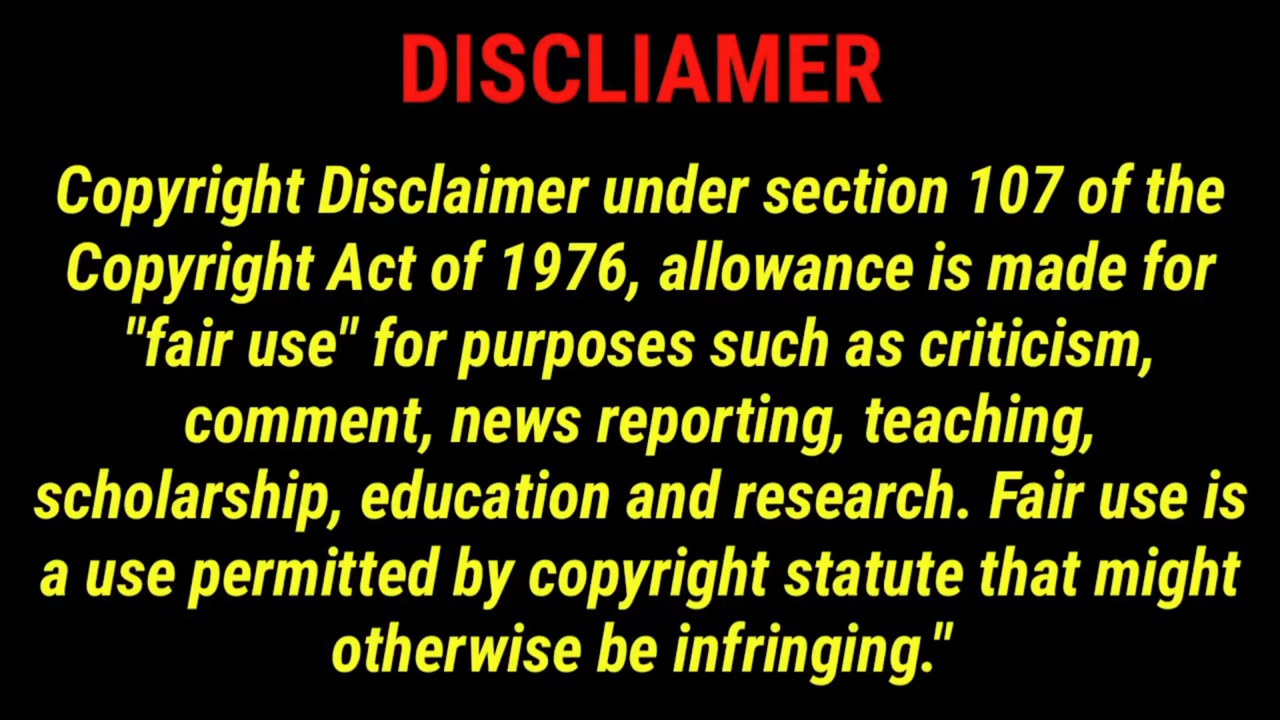 DISCLIAMER
Copyright Disclaimer under section 107 of the
Copyright Act of 1976, allowance is made for
"fair use" for purposes such as criticism,
comment, news reporting, teaching,
scholarship, education and research. Fair use is
a use permitted by copyright statute that might
otherwise be infringing."